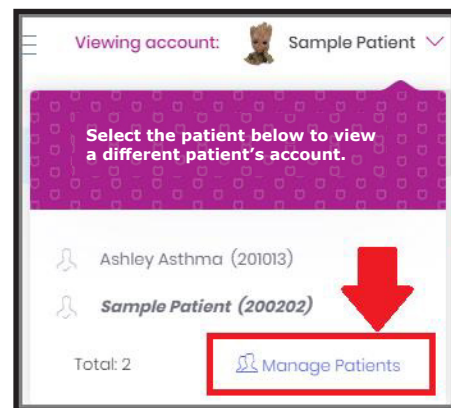 Viewing account: Sample Patient
Select the patient below to view
a different patient's account.
Ashley Asthma (201013)
Sample Patient (200202)
Total: 2 Manage Patients